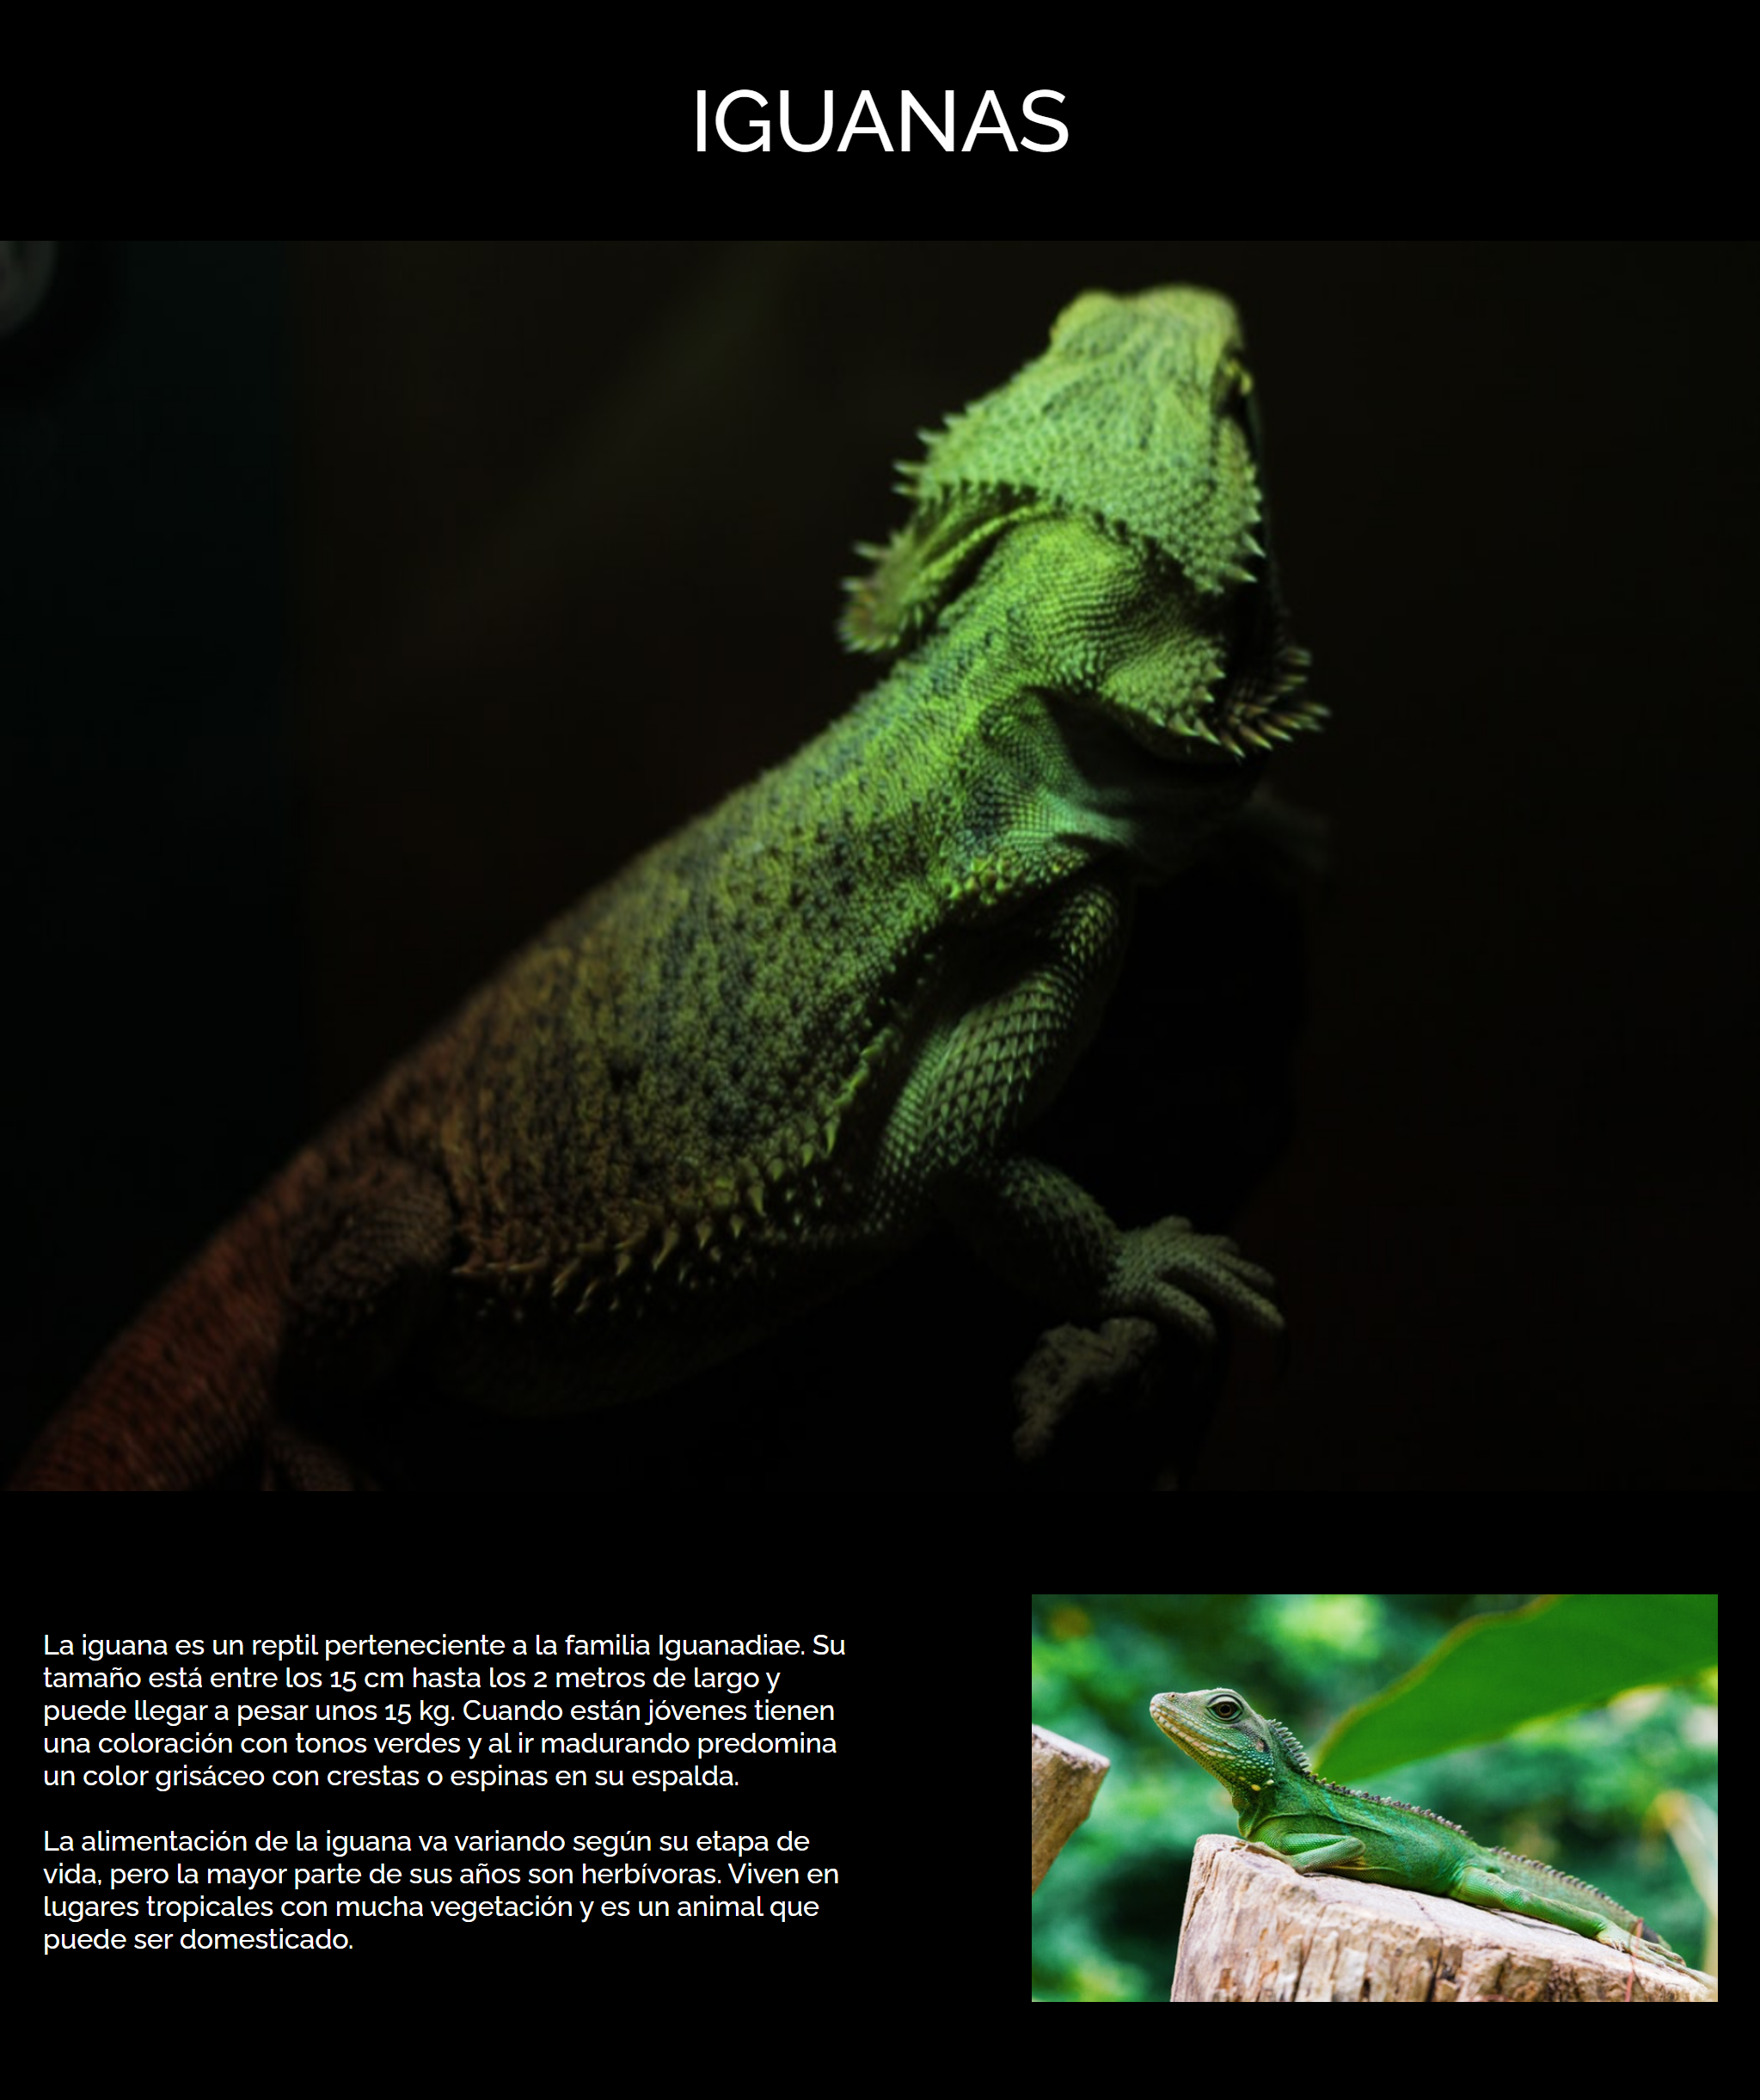 IGUANAS
La iguana es un reptil perteneciente a la familia Iguanadiae. Su
tamaño está entre los 15 cm hasta los 2 metros de largo y
puede llegar a pesar unos 15 kg. Cuando están jóvenes tienen
una coloración con tonos verdes y al ir madurando predomina
un color grisáceo con crestas o espinas en su espalda.
La alimentación de la iguana va variando según su etapa de
vida, pero la mayor parte de sus años son herbívoras. Viven en
lugares tropicales con mucha vegetación y es un animal que
puede ser domesticado.